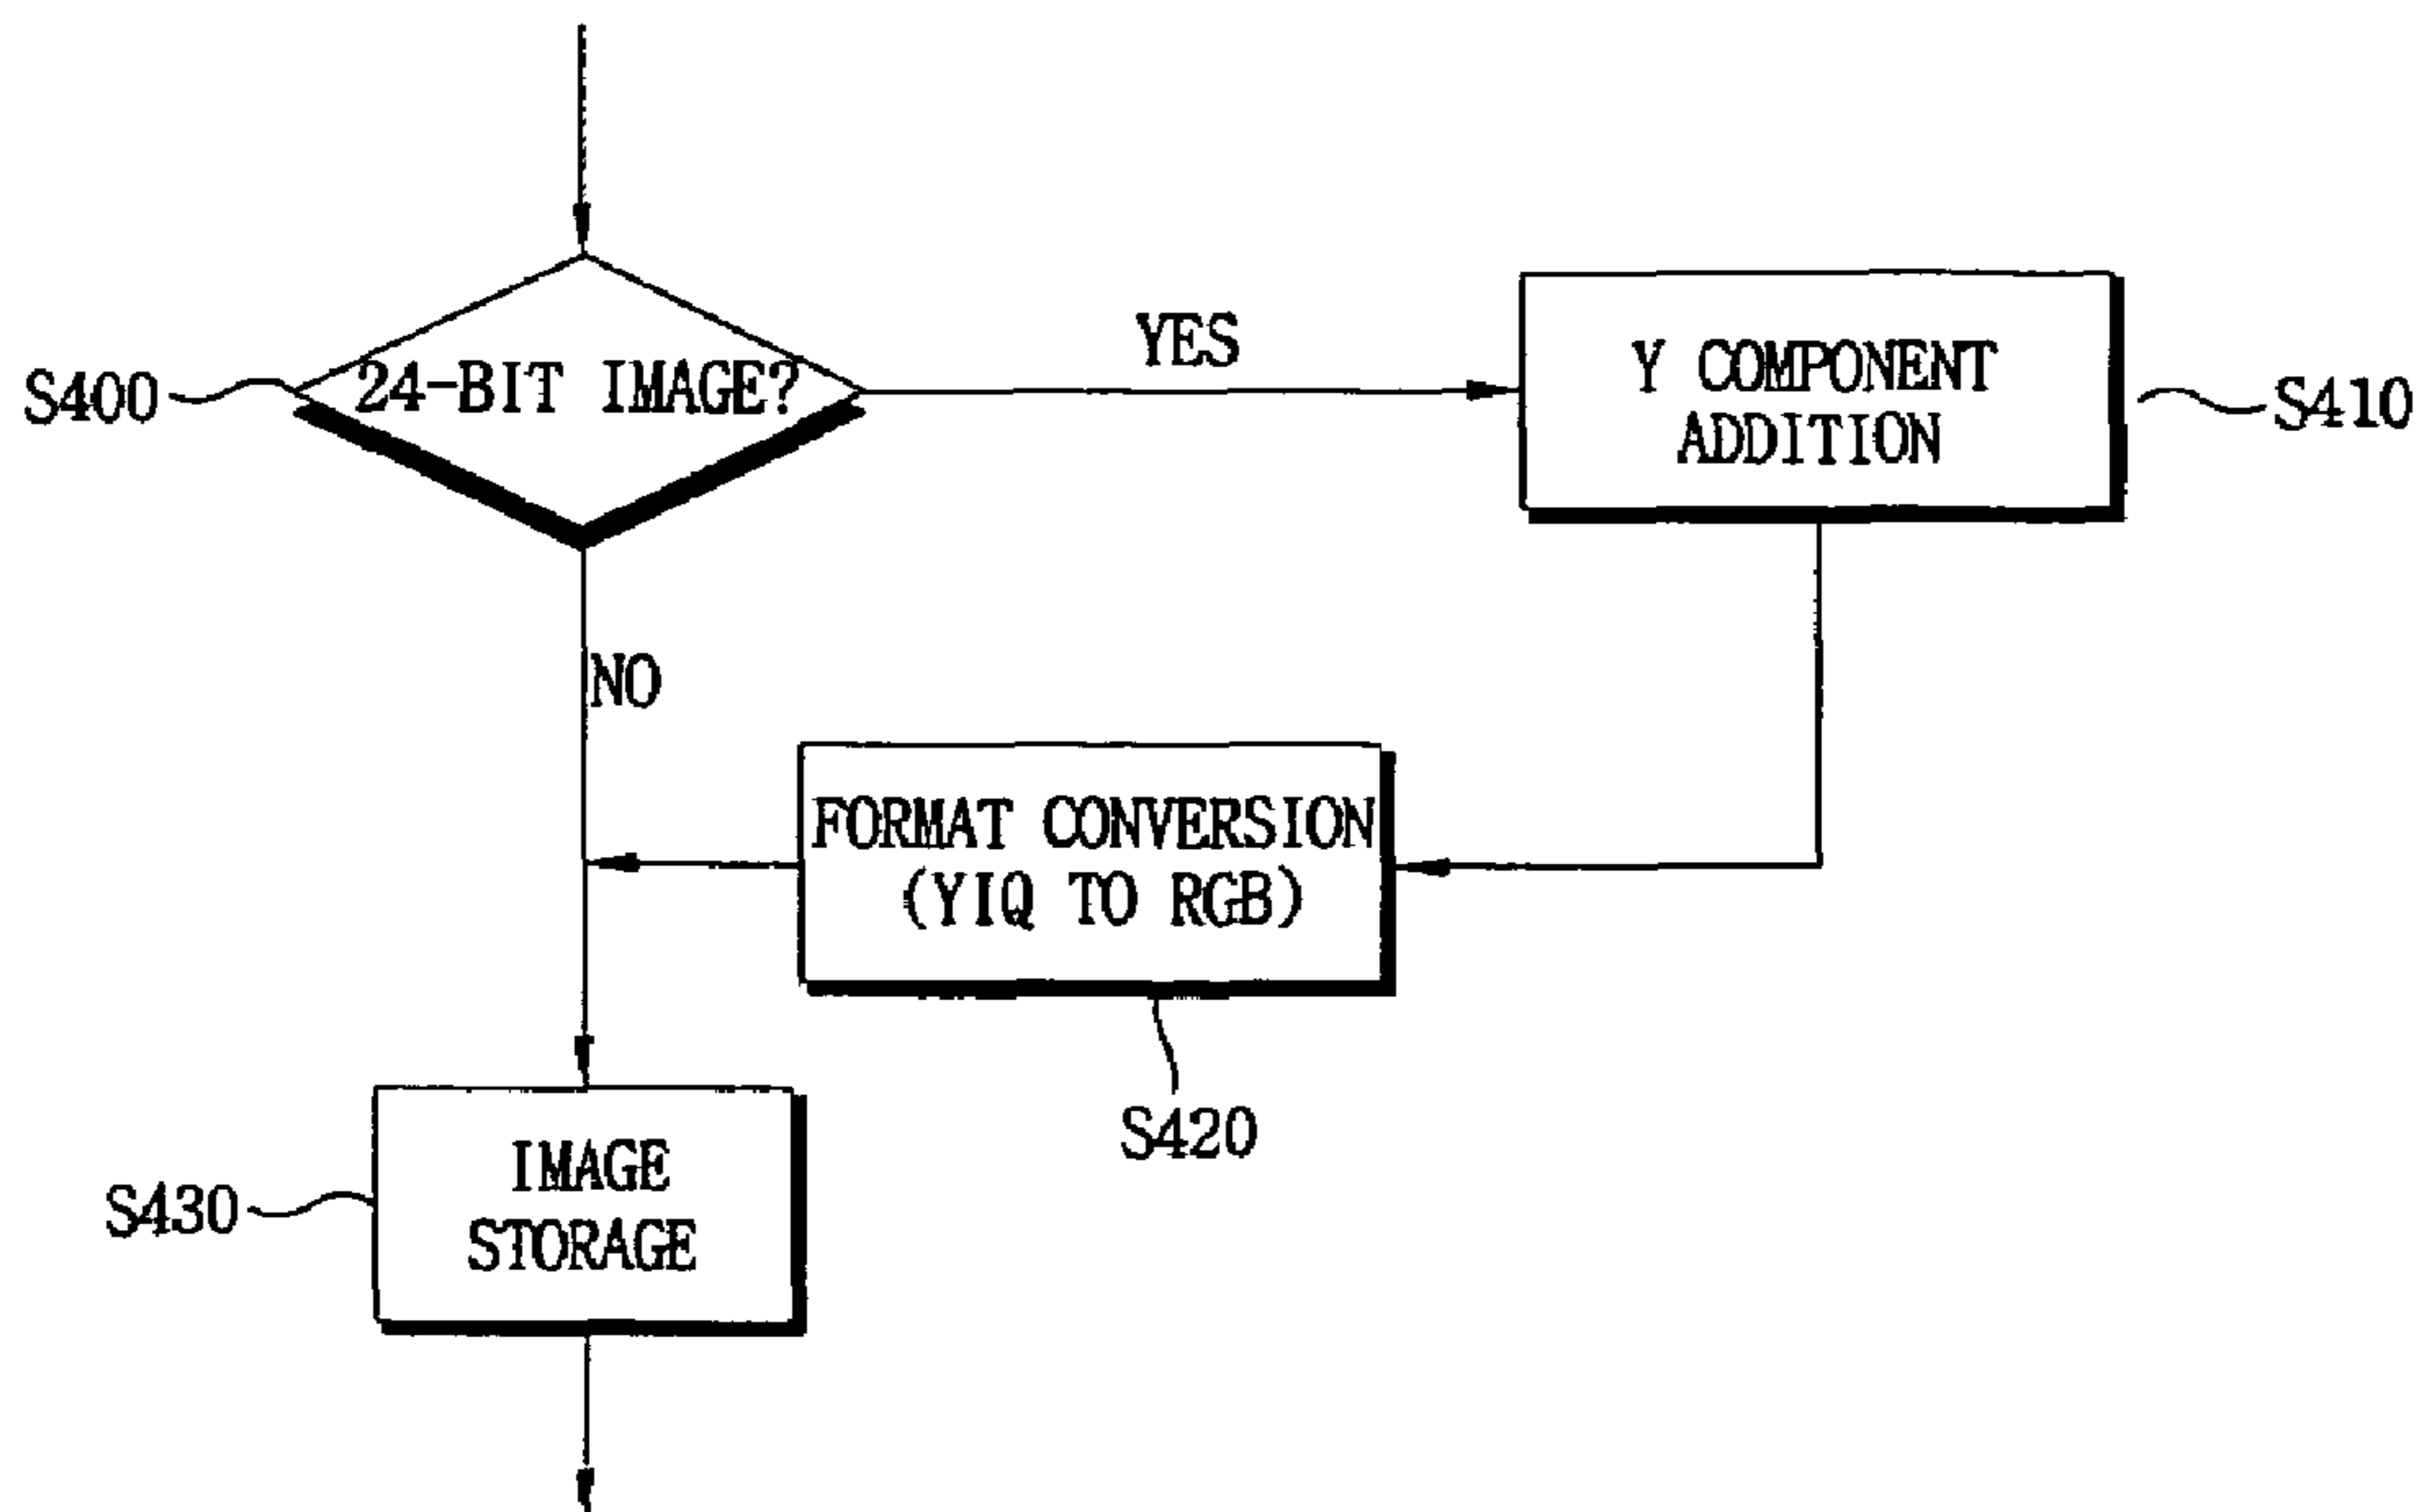 S400
24-BIT IMAGE?
YES
Y COMPONENT
ADDITION
S410
NO
FORMAT CONVERSION
(YIQ TO RGB)
S420
S430
IMAGE
STORAGE